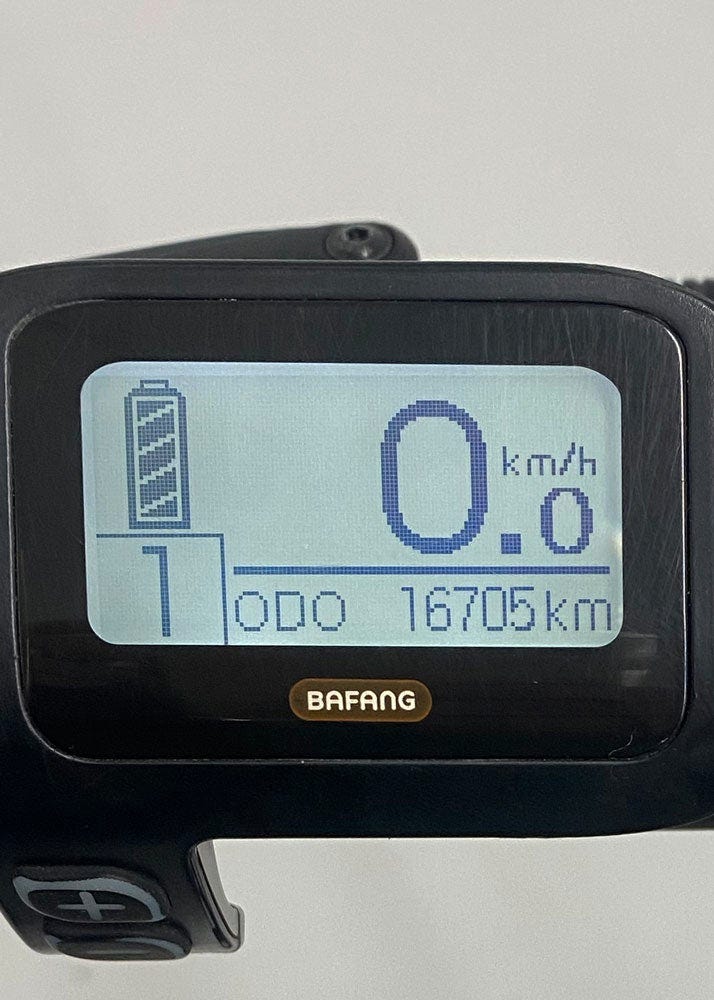 0.0 km/h
1
ODO 16705km
BAFANG
+